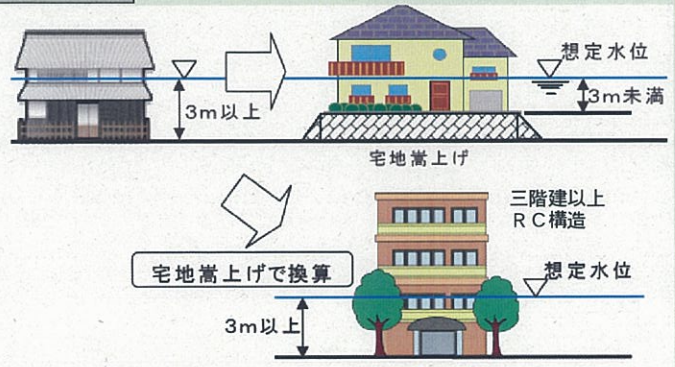 想定水位
3m以上
3m未満
宅地嵩上げ
三階建以上
RC構造
宅地嵩上げで換算
想定水位
3m以上